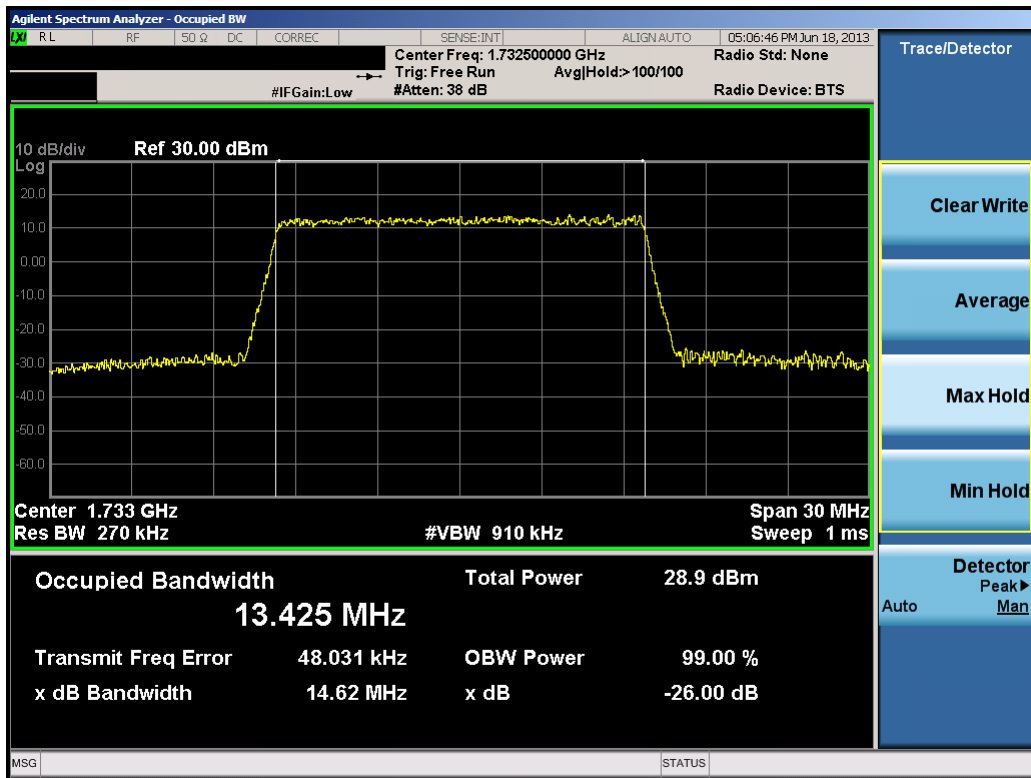 Agilent Spectrum Analyzer - Occupied BW
LXI RL RF 50 Ω DC CORREC SENSE:INT ALIGN AUTO 05:06:46 PM Jun 18, 2013
Center Freq: 1.732500000 GHz Radio Std: None
Trig: Free Run Avg|Hold:>100/100
#IFGain:Low #Atten: 38 dB Radio Device: BTS
10 dB/div Ref 30.00 dBm
Log
20.0
10.0
0.00
-10.0
-20.0
-30.0
-40.0
-50.0
-60.0
Center 1.733 GHz Span 30 MHz
Res BW 270 kHz #VBW 910 kHz Sweep 1 ms
Occupied Bandwidth Total Power 28.9 dBm
13.425 MHz
Transmit Freq Error 48.031 kHz OBW Power 99.00 %
x dB Bandwidth 14.62 MHz x dB -26.00 dB
MSG STATUS
Trace/Detector
Clear Write
Average
Max Hold
Min Hold
Detector
Peak▶
Auto Man